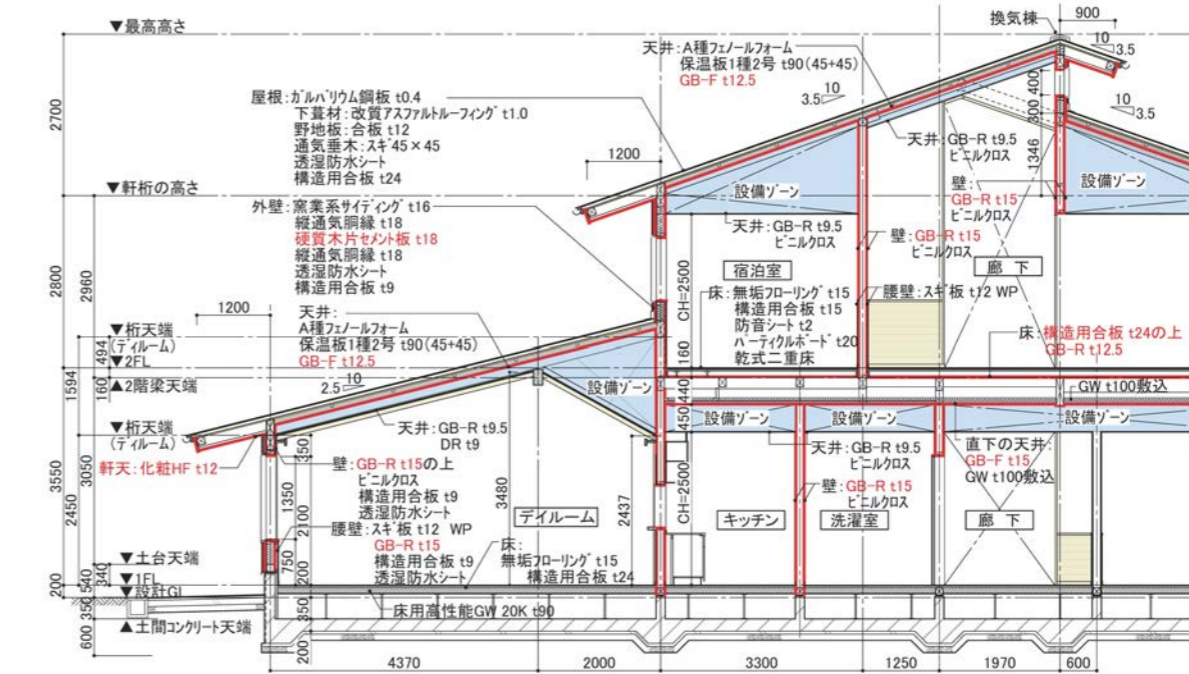 ▼最高高さ
換気棟
900
10
3.5
天井:A種フェノールフォーム
保温板1種2号 t90(45+45)
GB-F t12.5
10
3.5
10
3.5
400
300
1346
2700
屋根:ガルバリウム鋼板 t0.4
下葺材:改質アスファルトルーフィング t1.0
野地板:合板 t12
通気垂木:スギ45×45
透湿防水シート
構造用合板 t24
1200
天井:GB-R t9.5
ビニルクロス
▼軒桁の高さ
設備ゾーン
壁:
GB-R t15
ビニルクロス
設備ゾーン
外壁:窯業系サイディング t16
縦通気胴縁 t18
硬質木片セメント板 t18
縦通気胴縁 t18
透湿防水シート
構造用合板 t9
天井:GB-R t9.5
ビニルクロス
壁:GB-R t15
ビニルクロス
2800
2960
CH=2500
宿泊室
廊 下
床:無垢フローリング t15
構造用合板 t15
防音シート t2
パーティクルボード t20
乾式二重床
腰壁:スギ板 t12 WP
1200
天井:
A種フェノールフォーム
保温板1種2号 t90(45+45)
GB-F t12.5
▼桁天端
(デイルーム)
494
▼2FL
160
▲2階梁天端
1594
10
2.5
160
床:構造用合板 t24の上
GB-R t12.5
設備ゾーン
440
GW t100敷込
▼桁天端
(デイルーム)
450
設備ゾーン
設備ゾーン
設備ゾーン
天井:GB-R t9.5
DR t9
天井:GB-R t9.5
ビニルクロス
直下の天井:
GB-F t15
GW t100敷込
軒天:化粧HF t12
350
壁:GB-R t15の上
ビニルクロス
構造用合板 t9
透湿防水シート
壁:GB-R t15
ビニルクロス
3550
2450
3050
1350
2100
3480
2437
CH=2500
デイルーム
キッチン
洗濯室
廊 下
腰壁:スギ板 t12 WP
GB-R t15
構造用合板 t9
透湿防水シート
床:
無垢フローリング t15
構造用合板 t24
750
200
▼土台天端
340
▼1FL
540
▼設計GL
200
350
350
床用高性能GW 20K t90
▲土間コンクリート天端
600
200
4370
2000
3300
1250
1970
600